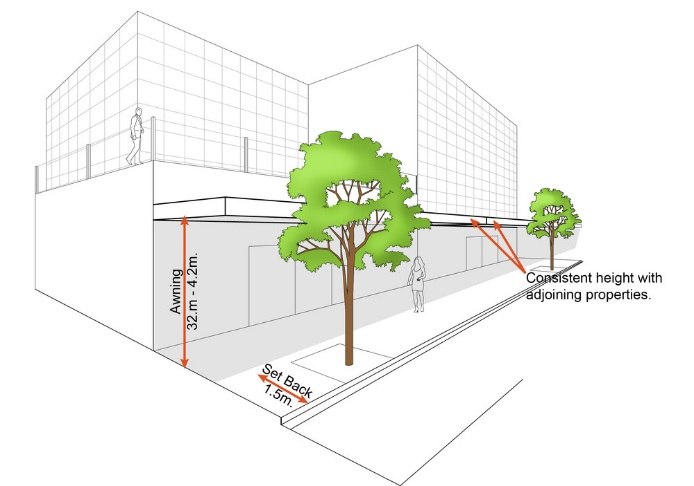 Awning
32.m - 4.2m.
Set Back
1.5m.
Consistent height with
adjoining properties.